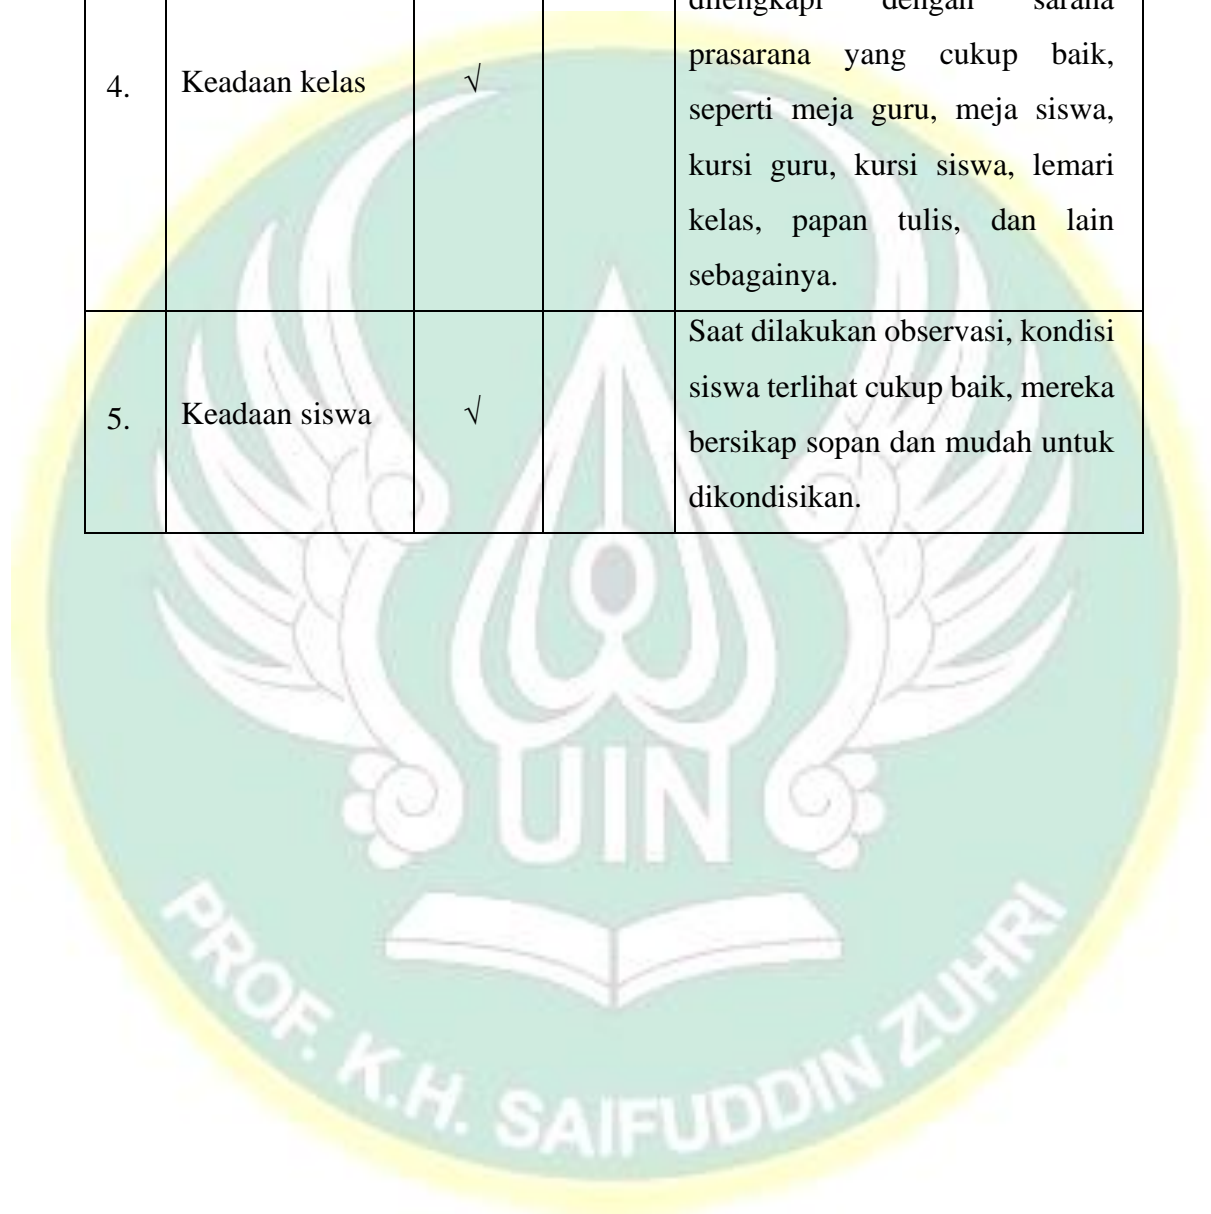 dilengkapi dengan sarana
prasarana yang cukup baik,
4. Keadaan kelas √
seperti meja guru, meja siswa,
kursi guru, kursi siswa, lemari
kelas, papan tulis, dan lain
sebagainya.
Saat dilakukan observasi, kondisi
siswa terlihat cukup baik, mereka
5. Keadaan siswa √
bersikap sopan dan mudah untuk
dikondisikan.
UIN
PROF. K.H. SAIFUDDIN ZUHRI